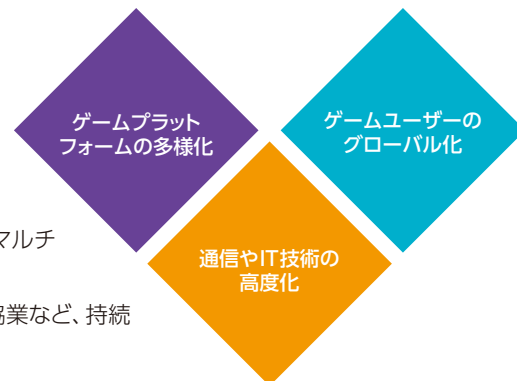 ゲームプラット
フォームの多様化
ゲームユーザーの
グローバル化
通信やIT技術の
高度化
マルチ
協業など、持続